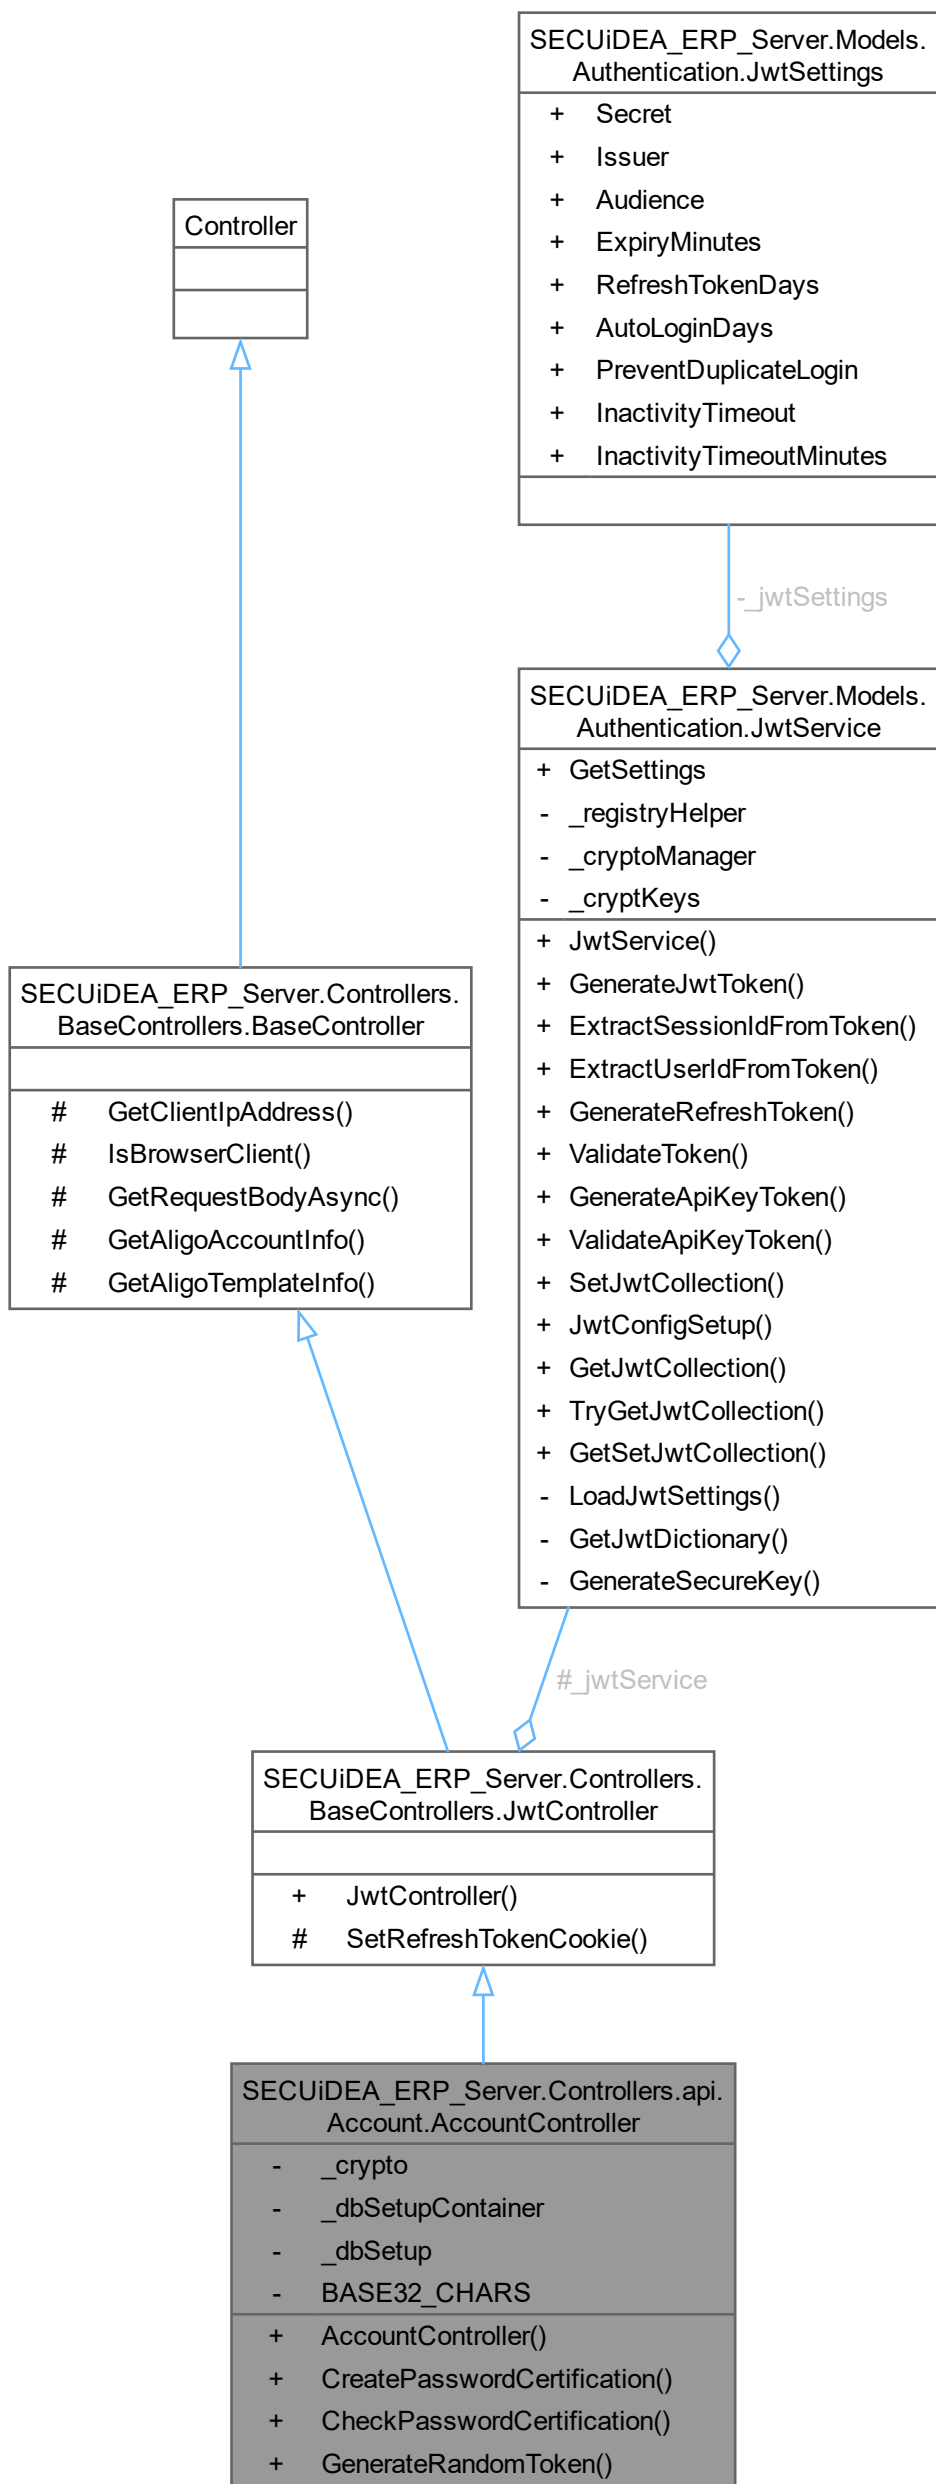 SECUiDEA_ERP_Server.Models.
Authentication.JwtSettings
+ Secret
+ Issuer
+ Audience
+ ExpiryMinutes
+ RefreshTokenDays
+ AutoLoginDays
+ PreventDuplicateLogin
+ InactivityTimeout
+ InactivityTimeoutMinutes
Controller
-_jwtSettings
SECUiDEA_ERP_Server.Models.
Authentication.JwtService
+ GetSettings
- _registryHelper
- _cryptoManager
- _cryptKeys
+ JwtService()
+ GenerateJwtToken()
+ ExtractSessionIdFromToken()
+ ExtractUserIdFromToken()
+ GenerateRefreshToken()
+ ValidateToken()
+ GenerateApiKeyToken()
+ ValidateApiKeyToken()
+ SetJwtCollection()
+ JwtConfigSetup()
+ GetJwtCollection()
+ TryGetJwtCollection()
+ GetSetJwtCollection()
- LoadJwtSettings()
- GetJwtDictionary()
- GenerateSecureKey()
SECUiDEA_ERP_Server.Controllers.
BaseControllers.BaseController
# GetClientIpAddress()
# IsBrowserClient()
# GetRequestBodyAsync()
# GetAligoAccountInfo()
# GetAligoTemplateInfo()
#_jwtService
SECUiDEA_ERP_Server.Controllers.
BaseControllers.JwtController
+ JwtController()
# SetRefreshTokenCookie()
SECUiDEA_ERP_Server.Controllers.api.
Account.AccountController
- _crypto
- _dbSetupContainer
- _dbSetup
- BASE32_CHARS
+ AccountController()
+ CreatePasswordCertification()
+ CheckPasswordCertification()
+ GenerateRandomToken()